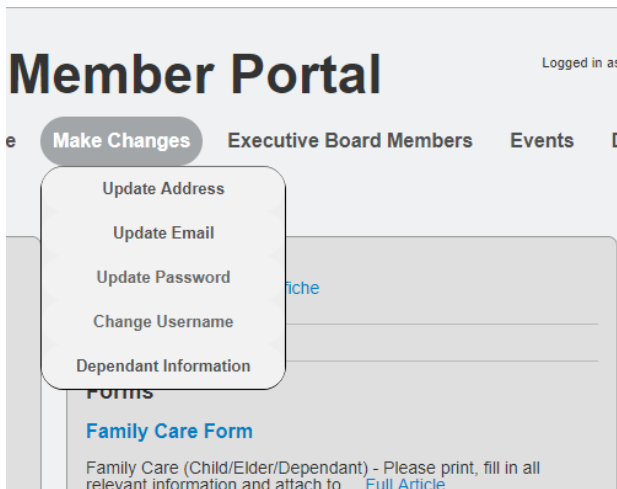 Member Portal
Logged in as
Make Changes Executive Board Members Events
Update Address
Update Email
Update Password
Change Username
Dependant Information
fiche
Forms
Family Care Form
Family Care (Child/Elder/Dependant) - Please print, fill in all
relevant information and attach to... Full Article